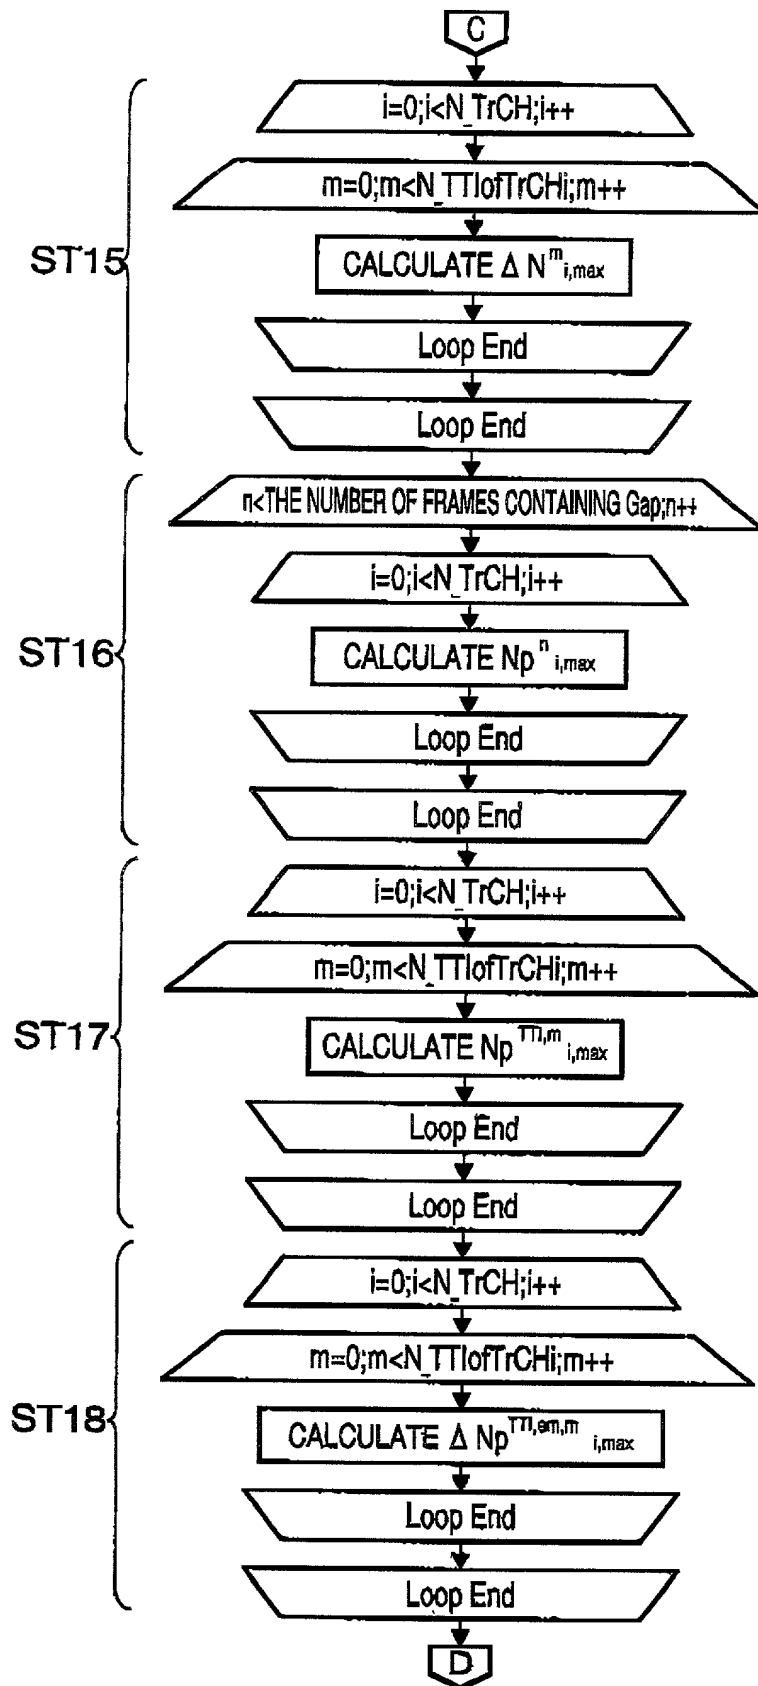 C
ST15
i=0;i<N_TrCH;i++
m=0;m<N_TTIofTrCHi;m++
CALCULATE Δ N^m i,max
Loop End
Loop End
ST16
n<THE NUMBER OF FRAMES CONTAINING Gap;n++
i=0;i<N_TrCH;i++
CALCULATE Np^n i,max
Loop End
Loop End
ST17
i=0;i<N_TrCH;i++
m=0;m<N_TTIofTrCHi;m++
CALCULATE Np^TTI,m i,max
Loop End
Loop End
ST18
i=0;i<N_TrCH;i++
m=0;m<N_TTIofTrCHi;m++
CALCULATE Δ Np^TTI,em,m i,max
Loop End
Loop End
D